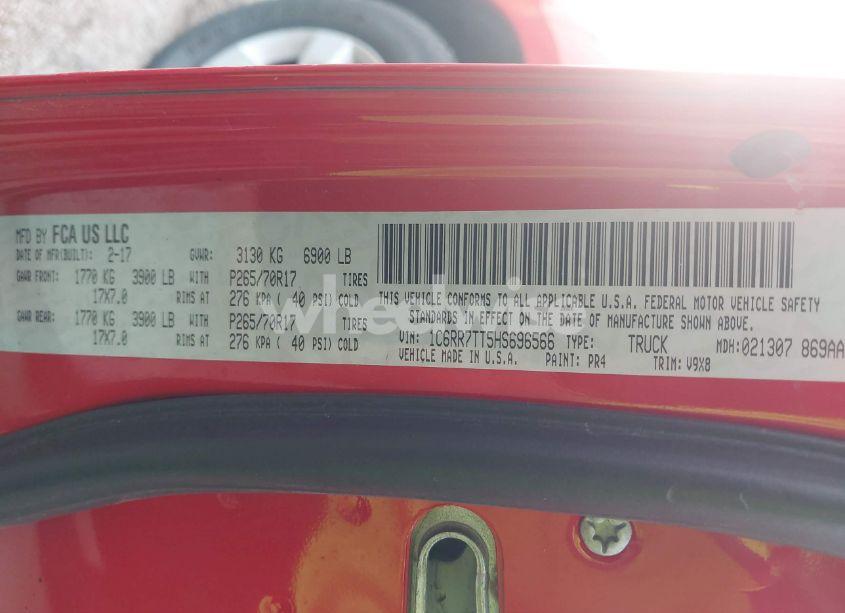 MFD BY FCA US LLC
DATE OF MFR(BUILT): 2-17 GVWR: 3130 KG 6900 LB
GAWR FRONT: 1770 KG 3900 LB WITH P265/70R17 TIRES
17X7.0 RIMS AT 276 KPA ( 40 PSI) COLD
GAWR REAR: 1770 KG 3900 LB WITH P265/70R17 TIRES
17X7.0 RIMS AT 276 KPA ( 40 PSI) COLD
THIS VEHICLE CONFORMS TO ALL APPLICABLE U.S.A. FEDERAL MOTOR VEHICLE SAFETY
STANDARDS IN EFFECT ON THE DATE OF MANUFACTURE SHOWN ABOVE.
VIN: 1C6RR7TT5HS696566 TYPE: TRUCK MDH:021307 869AA
VEHICLE MADE IN U.S.A. PAINT: PR4 TRIM: V9X8